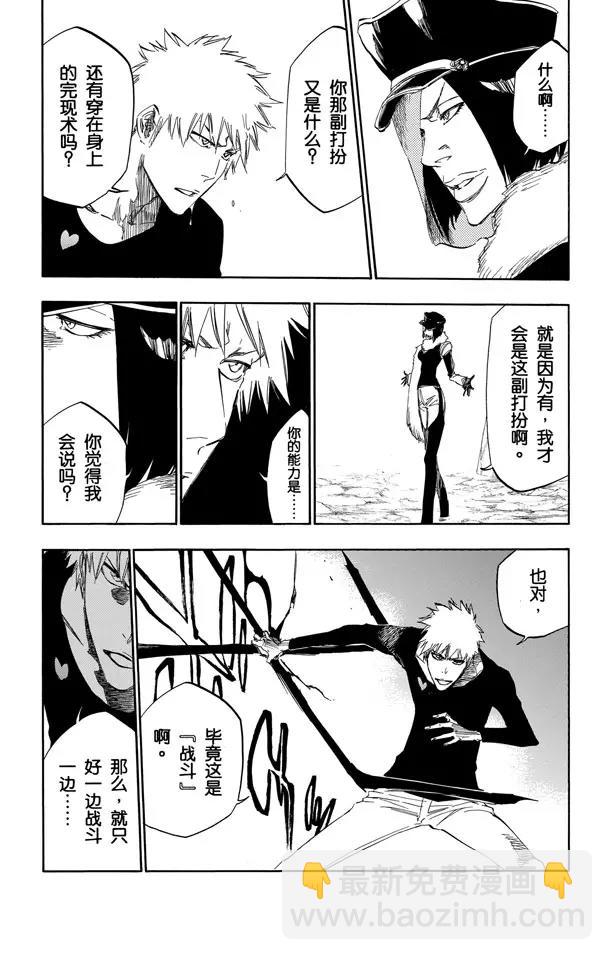 什么啊……
你那副打扮
又是什么？
还有穿在身上
的完现术吗？
就是因为有，我才
会是这副打扮啊。
你的能力是……
你觉得我
会说吗？
也对，
毕竟这是
『战斗』
啊。
那么，就只
好一边战斗
一边……
最新免费漫画
www.baozimh.com